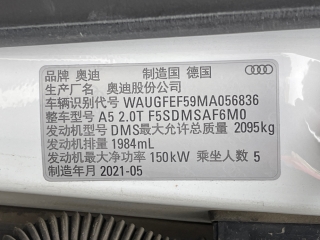 品牌 奥迪 制造国 德国
生产厂名 奥迪股份公司
车辆识别代号 WAUGFEF59MA056836
整车型号 A5 2.0T F5SDMSAF6M0
发动机型号 DMS最大允许总质量 2095kg
发动机排量 1984mL
发动机最大净功率 150kW 乘坐人数 5
制造年月 2021-05